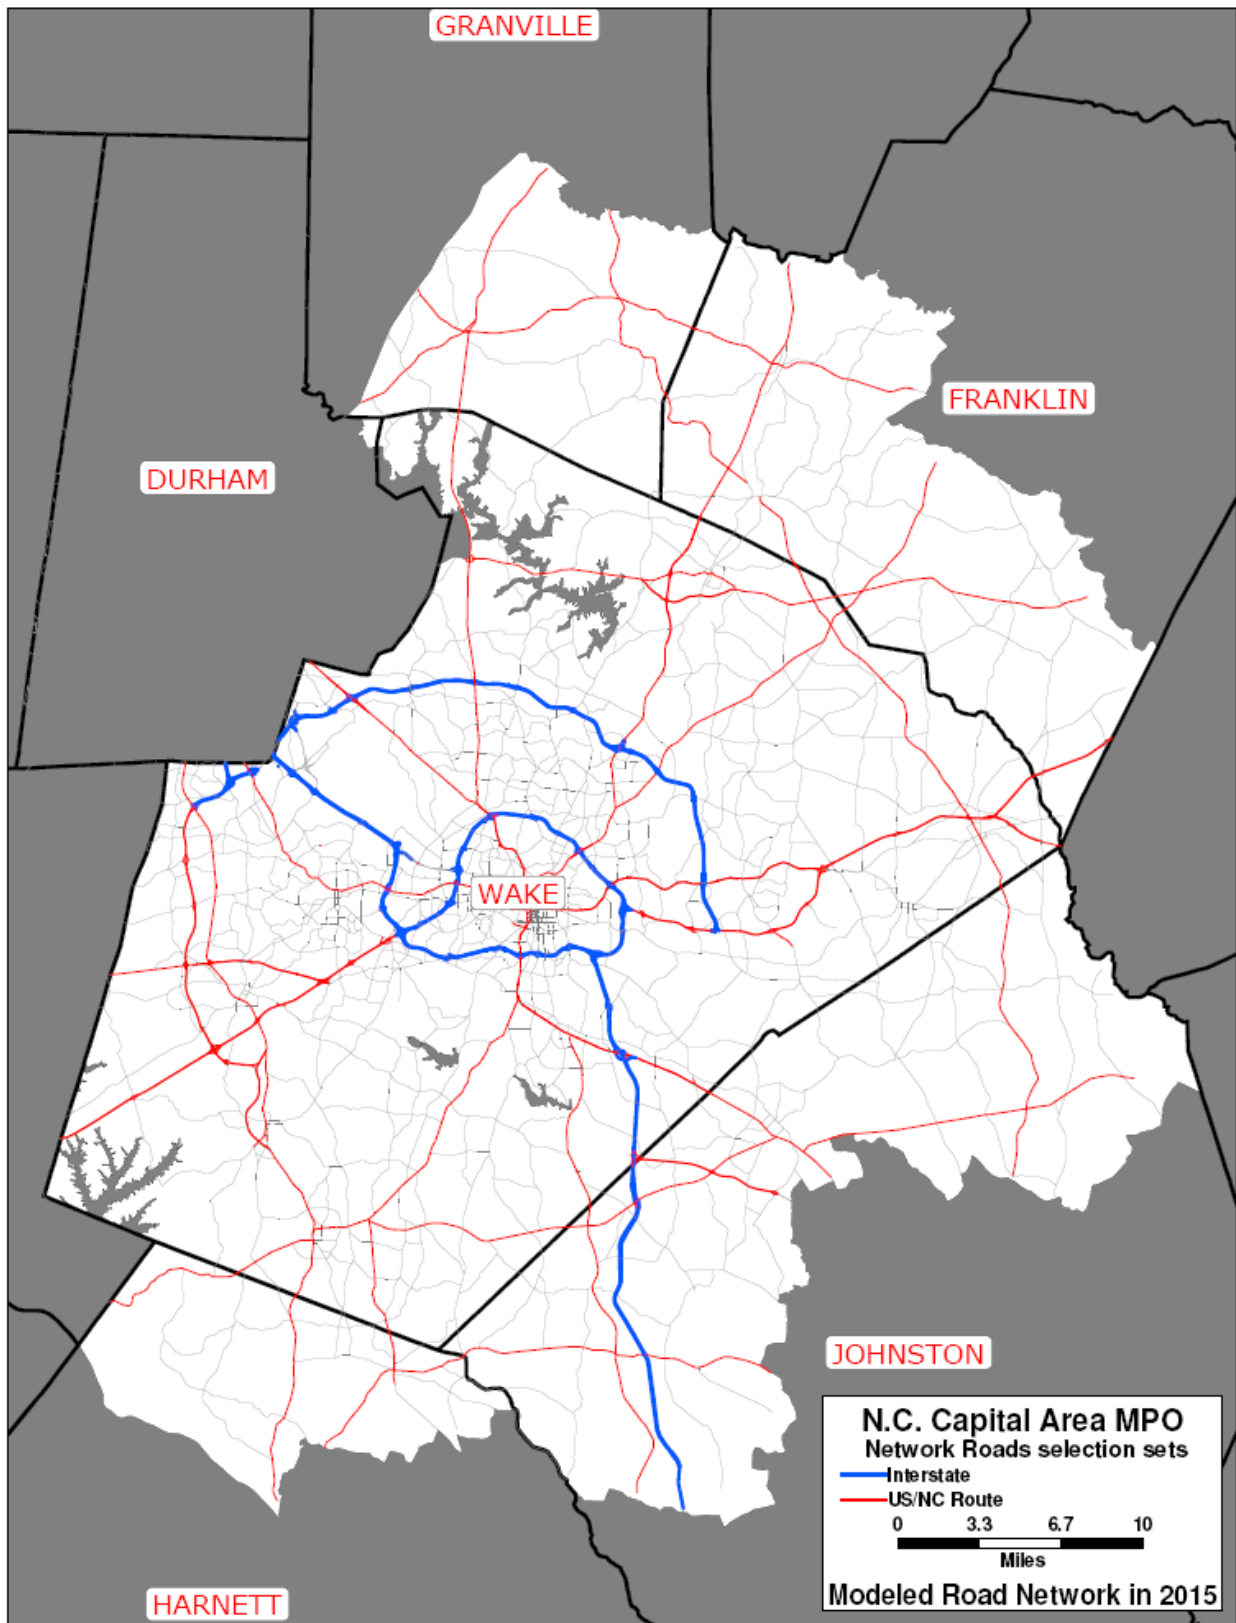 GRANVILLE
FRANKLIN
DURHAM
WAKE
JOHNSTON
N.C. Capital Area MPO
Network Roads selection sets
Interstate
US/NC Route
0 3.3 6.7 10
Miles
Modeled Road Network in 2015
HARNETT